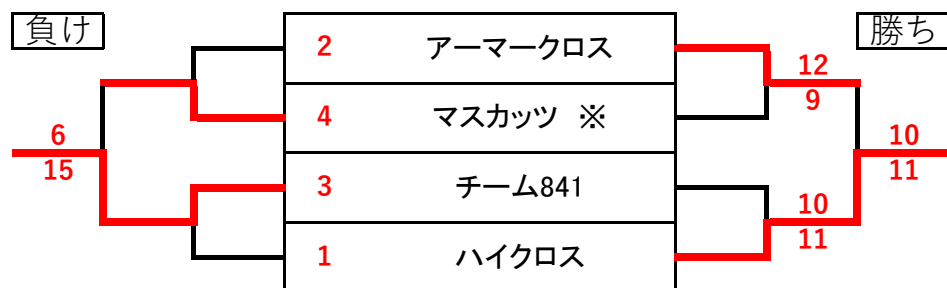 負け
勝ち
2 アーマークロス
12
9
4 マスカッツ ※
6
15
10
11
3 チーム841
10
11
1 ハイクロス